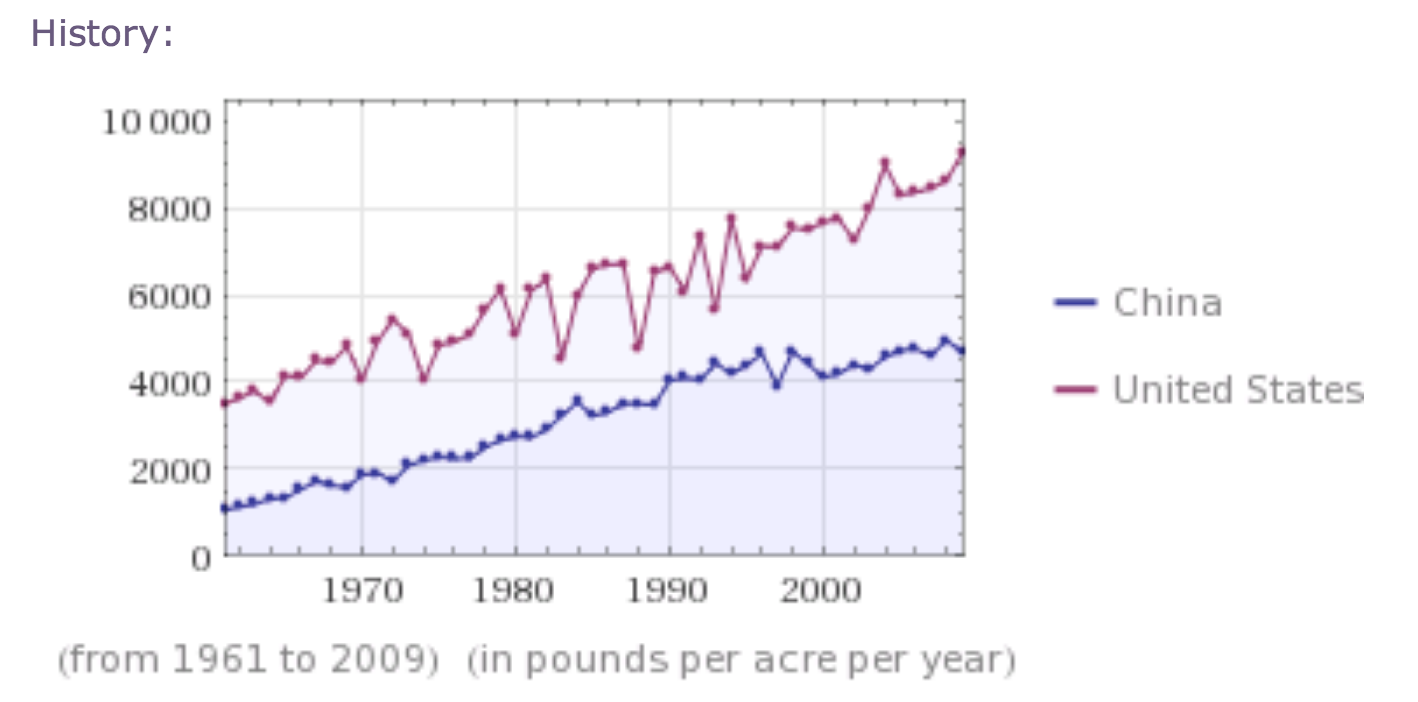 History:
10 000
8000
6000
4000
2000
0
1970 1980 1990 2000
China
United States
(from 1961 to 2009) (in pounds per acre per year)